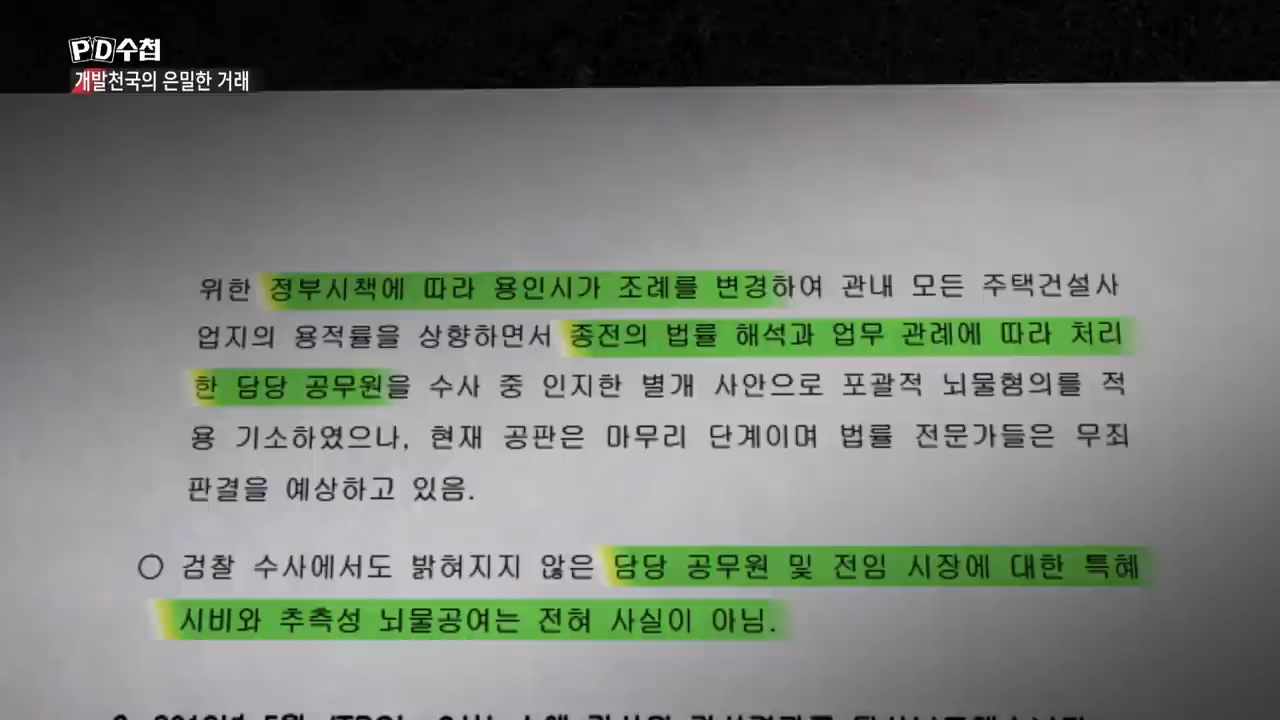 PD수첩
개발천국의 은밀한 거래
위한 정부시책에 따라 용인시가 조례를 변경하여 관내 모든 주택건설사
업지의 용적률을 상향하면서 종전의 법률 해석과 업무 관례에 따라 처리
한 담당 공무원을 수사 중 인지한 별개 사안으로 포괄적 뇌물혐의를 적
용 기소하였으나, 현재 공판은 마무리 단계이며 법률 전문가들은 무죄
판결을 예상하고 있음.
○ 검찰 수사에서도 밝혀지지 않은 담당 공무원 및 전임 시장에 대한 특혜
시비와 추측성 뇌물공여는 전혀 사실이 아님.